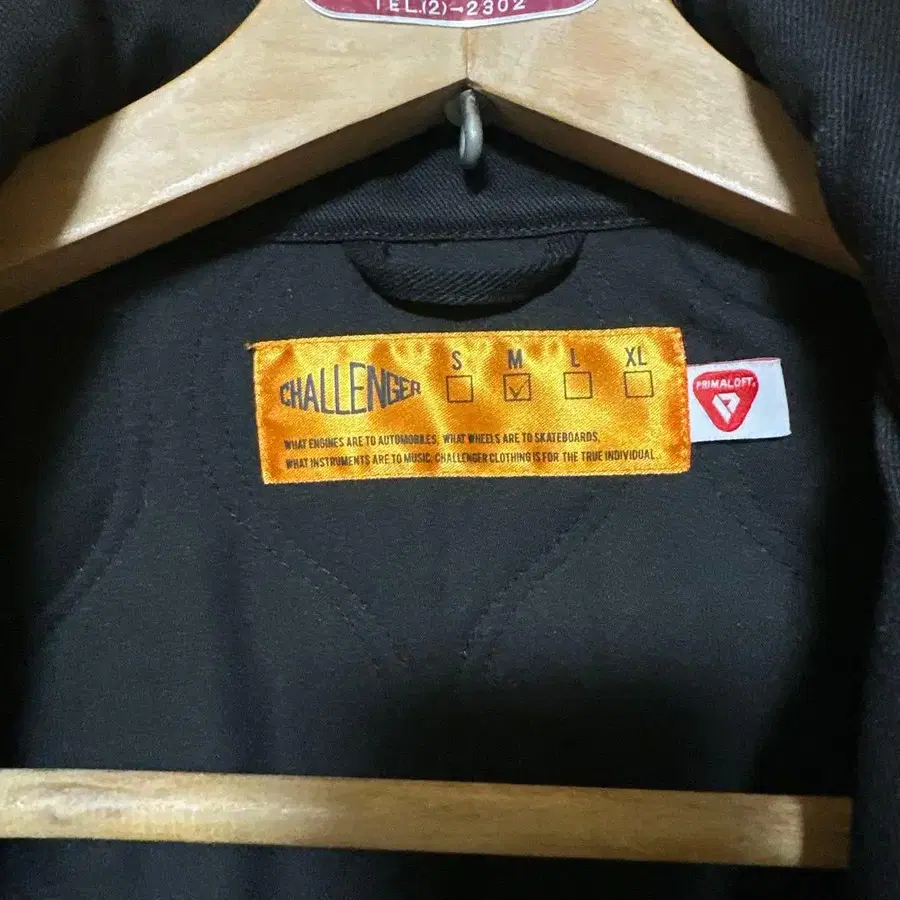 TEL.(2)-2302
S M L XL
CHALLENGER
PRIMALOFT
WHAT ENGINES ARE TO AUTOMOBILES, WHAT WHEELS ARE TO SKATEBOARDS,
WHAT INSTRUMENTS ARE TO MUSIC, CHALLENGER CLOTHING IS FOR THE TRUE INDIVIDUAL.